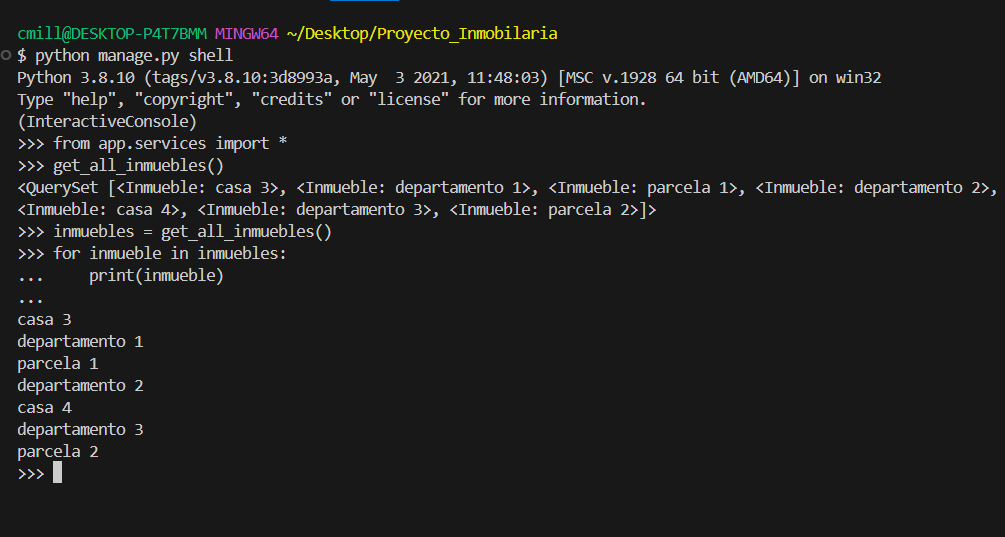 cmill@DESKTOP-P4T7BMM MINGW64 ~/Desktop/Proyecto_Inmobilaria
$ python manage.py shell
Python 3.8.10 (tags/v3.8.10:3d8993a, May  3 2021, 11:48:03) [MSC v.1928 64 bit (AMD64)] on win32
Type "help", "copyright", "credits" or "license" for more information.
(InteractiveConsole)
>>> from app.services import *
>>> get_all_inmuebles()
<QuerySet [<Inmueble: casa 3>, <Inmueble: departamento 1>, <Inmueble: parcela 1>, <Inmueble: departamento 2>,
<Inmueble: casa 4>, <Inmueble: departamento 3>, <Inmueble: parcela 2>]>
>>> inmuebles = get_all_inmuebles()
>>> for inmueble in inmuebles:
...     print(inmueble)
...
casa 3
departamento 1
parcela 1
departamento 2
casa 4
departamento 3
parcela 2
>>>